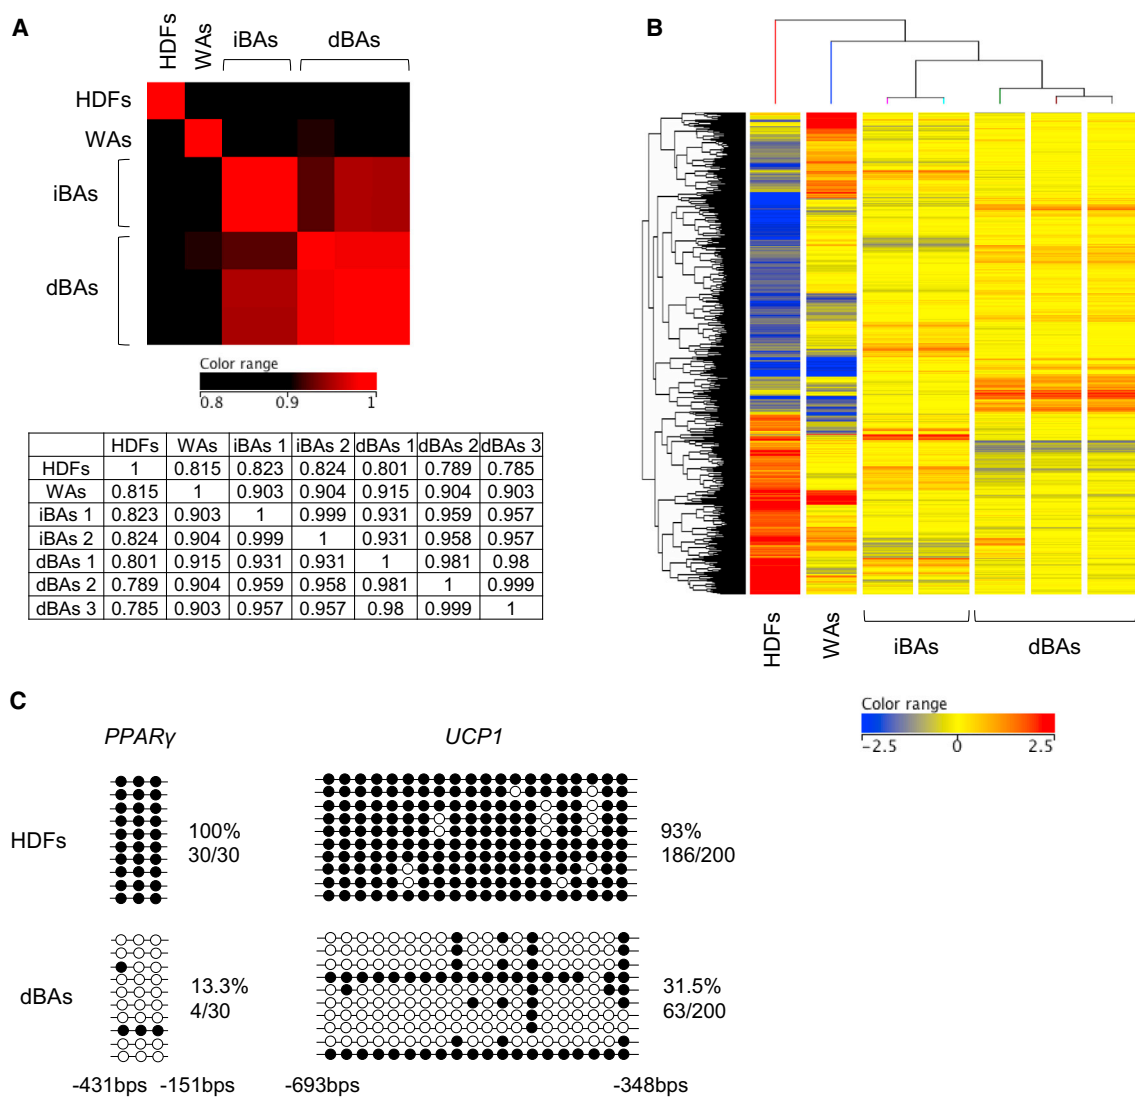 A
HDFs
WAs
iBAs
dBAs
HDFs
WAs
iBAs
dBAs
Color range
0.8 0.9 1
HDFs WAs iBAs 1 iBAs 2 dBAs 1 dBAs 2 dBAs 3
HDFs 1 0.815 0.823 0.824 0.801 0.789 0.785
WAs 0.815 1 0.903 0.904 0.915 0.904 0.903
iBAs 1 0.823 0.903 1 0.999 0.931 0.959 0.957
iBAs 2 0.824 0.904 0.999 1 0.931 0.958 0.957
dBAs 1 0.801 0.915 0.931 0.931 1 0.981 0.98
dBAs 2 0.789 0.904 0.959 0.958 0.981 1 0.999
dBAs 3 0.785 0.903 0.957 0.957 0.98 0.999 1
B
HDFs
WAs
iBAs
dBAs
Color range
-2.5 0 2.5
C
PPARγ
UCP1
HDFs
100%
30/30
93%
186/200
dBAs
13.3%
4/30
31.5%
63/200
-431bps -151bps -693bps -348bps